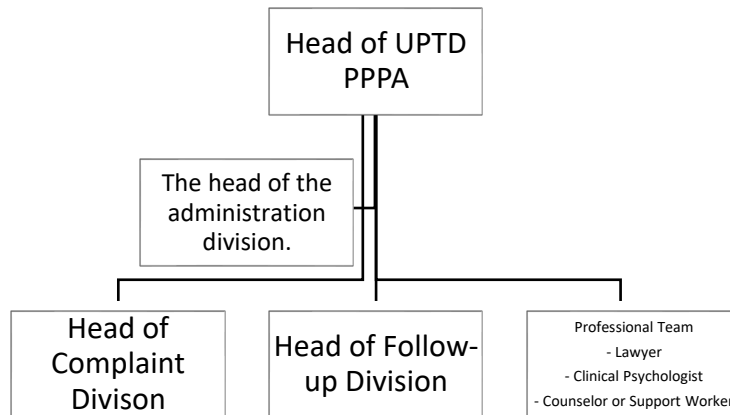 Head of UPTD
PPPA
The head of the
administration
division.
Head of
Complaint
Divison
Head of Follow-
up Division
Professional Team
- Lawyer
- Clinical Psychologist
- Counselor or Support Worker